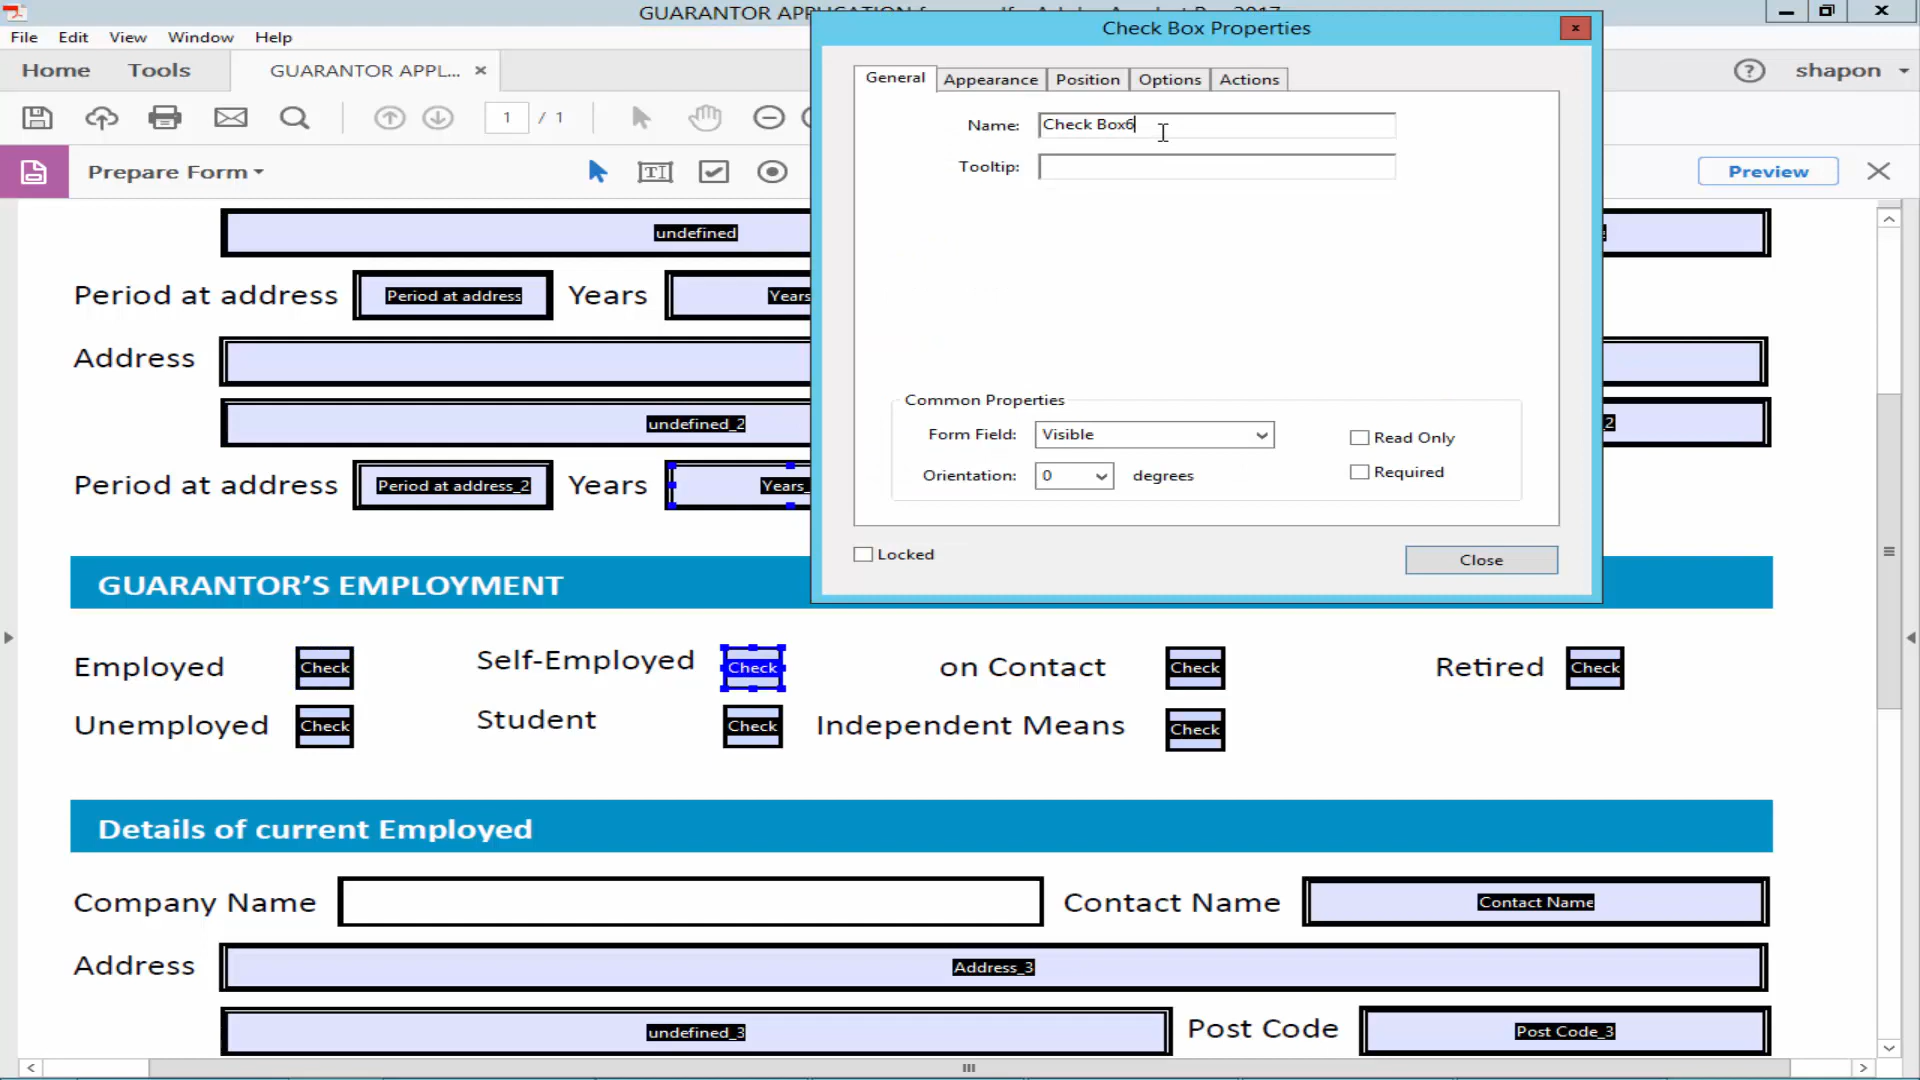 GUARANTOR APPLICATION
Check Box Properties
File Edit View Window Help
Home Tools GUARANTOR APPL... ×
shapon
General Appearance Position Options Actions
1 / 1
Name: Check Box6
Tooltip:
Prepare Form
Preview
undefined
Period at address Period at address Years Years
Address
Common Properties
undefined_2
2
Form Field: Visible
Read Only
Orientation: 0 degrees
Required
Period at address Period at address_2 Years Years_
Locked
Close
GUARANTOR'S EMPLOYMENT
Employed Check Self-Employed Check on Contact Check Retired Check
Unemployed Check Student Check Independent Means Check
Details of current Employed
Company Name Contact Name Contact Name
Address Address_3
undefined_3 Post Code Post Code_3